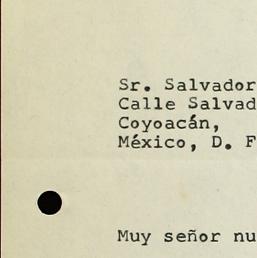 Sr. Salvador
Calle Salvad
Coyoacán,
México, D. F
Muy señor nu